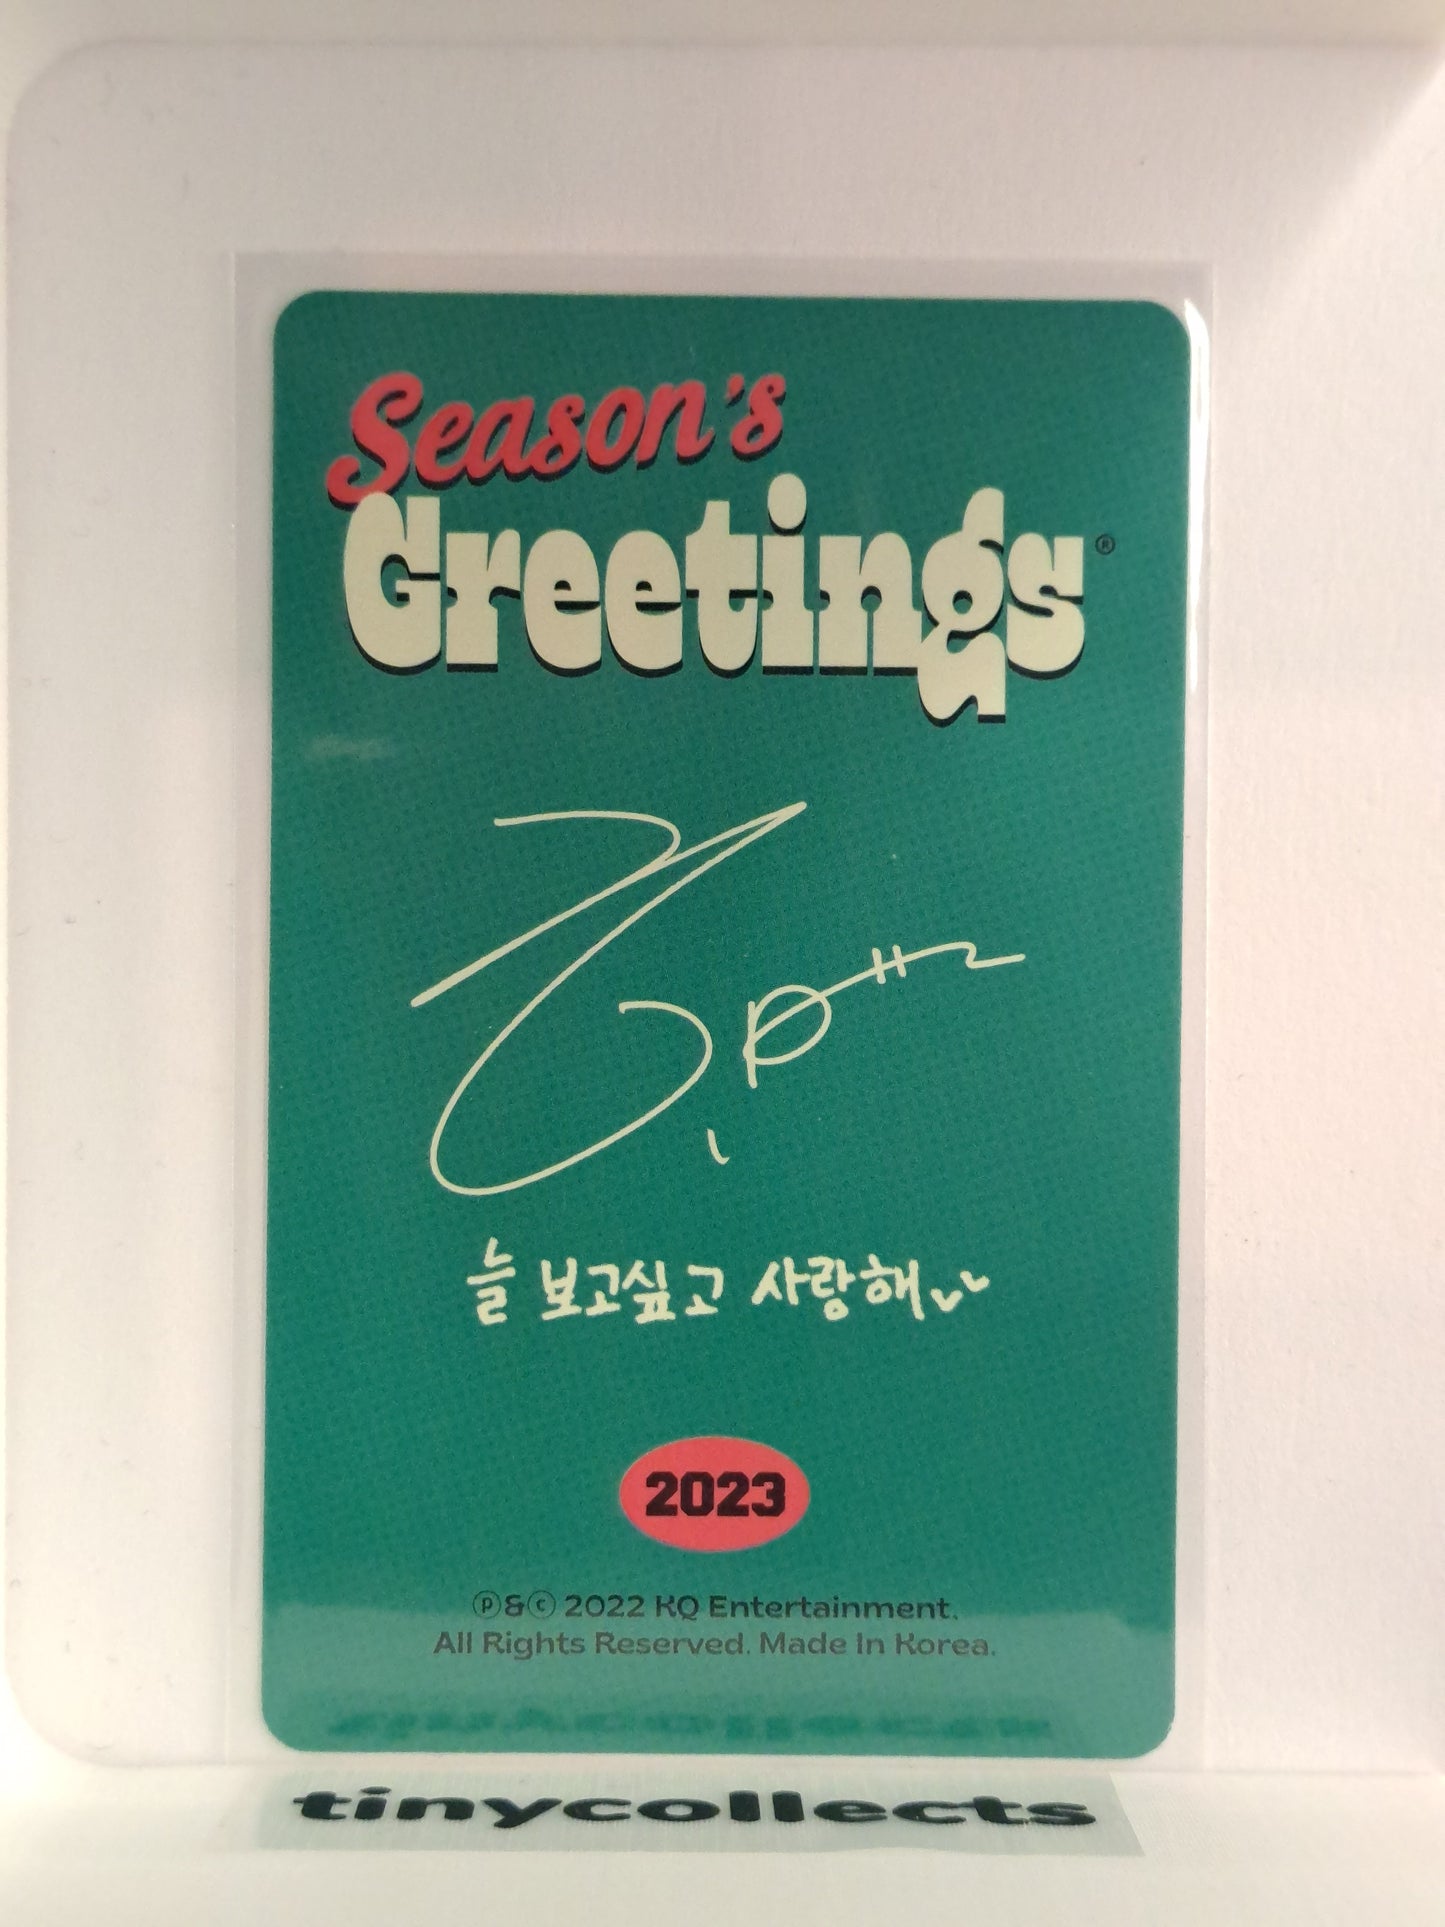 Season's
Greetings®
늘 보고싶고 사랑해
2023
Ⓟ&ⓒ 2022 KQ Entertainment.
All Rights Reserved. Made In Korea.
tinycollects